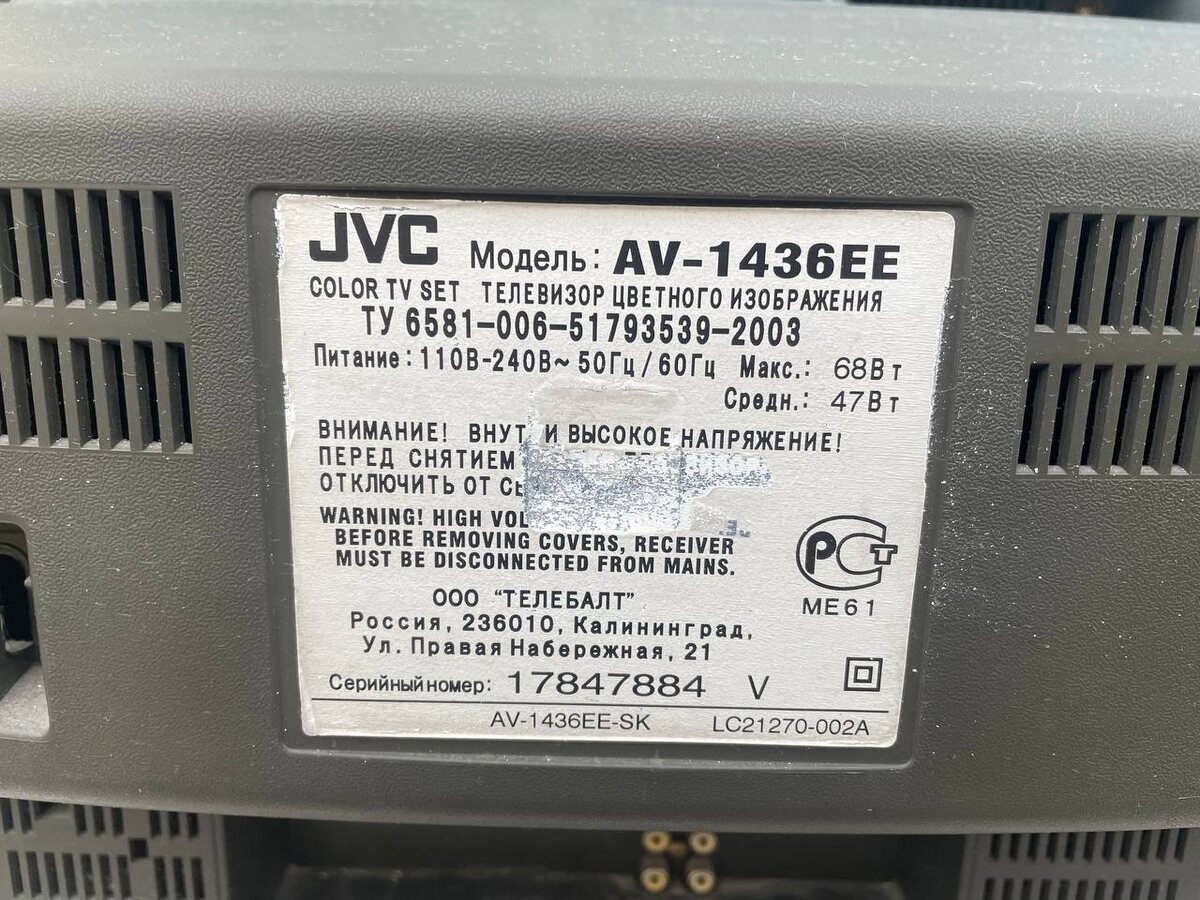 JVC Модель: AV-1436EE
COLOR TV SET ТЕЛЕВИЗОР ЦВЕТНОГО ИЗОБРАЖЕНИЯ
ТУ 6581-006-51793539-2003
Питание: 110В-240В~ 50Гц/60Гц Макс.: 68Вт
Средн.: 47Вт
ВНИМАНИЕ! И ВЫСОКОЕ НАПРЯЖЕНИЕ!
ПЕРЕД СНЯТИЕМ
ОТКЛЮЧИТЬ ОТ
WARNING! HIGH
BEFORE REMOVING COVERS, RECEIVER
MUST BE DISCONNECTED FROM MAINS.
РСТ
МЕ61
ООО "ТЕЛЕБАЛТ"
Россия, 236010, Калининград,
Ул. Правая Набережная, 21
Серийный номер: 17847884 V
AV-1436EE-SK LC21270-002A